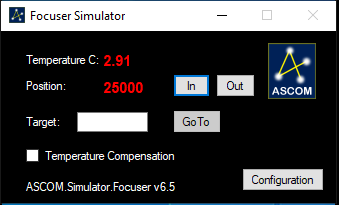 Focuser Simulator
Temperature C: 2.91
Position: 25000 In Out
ASCOM
Target: GoTo
Temperature Compensation
Configuration
ASCOM.Simulator.Focuser v6.5